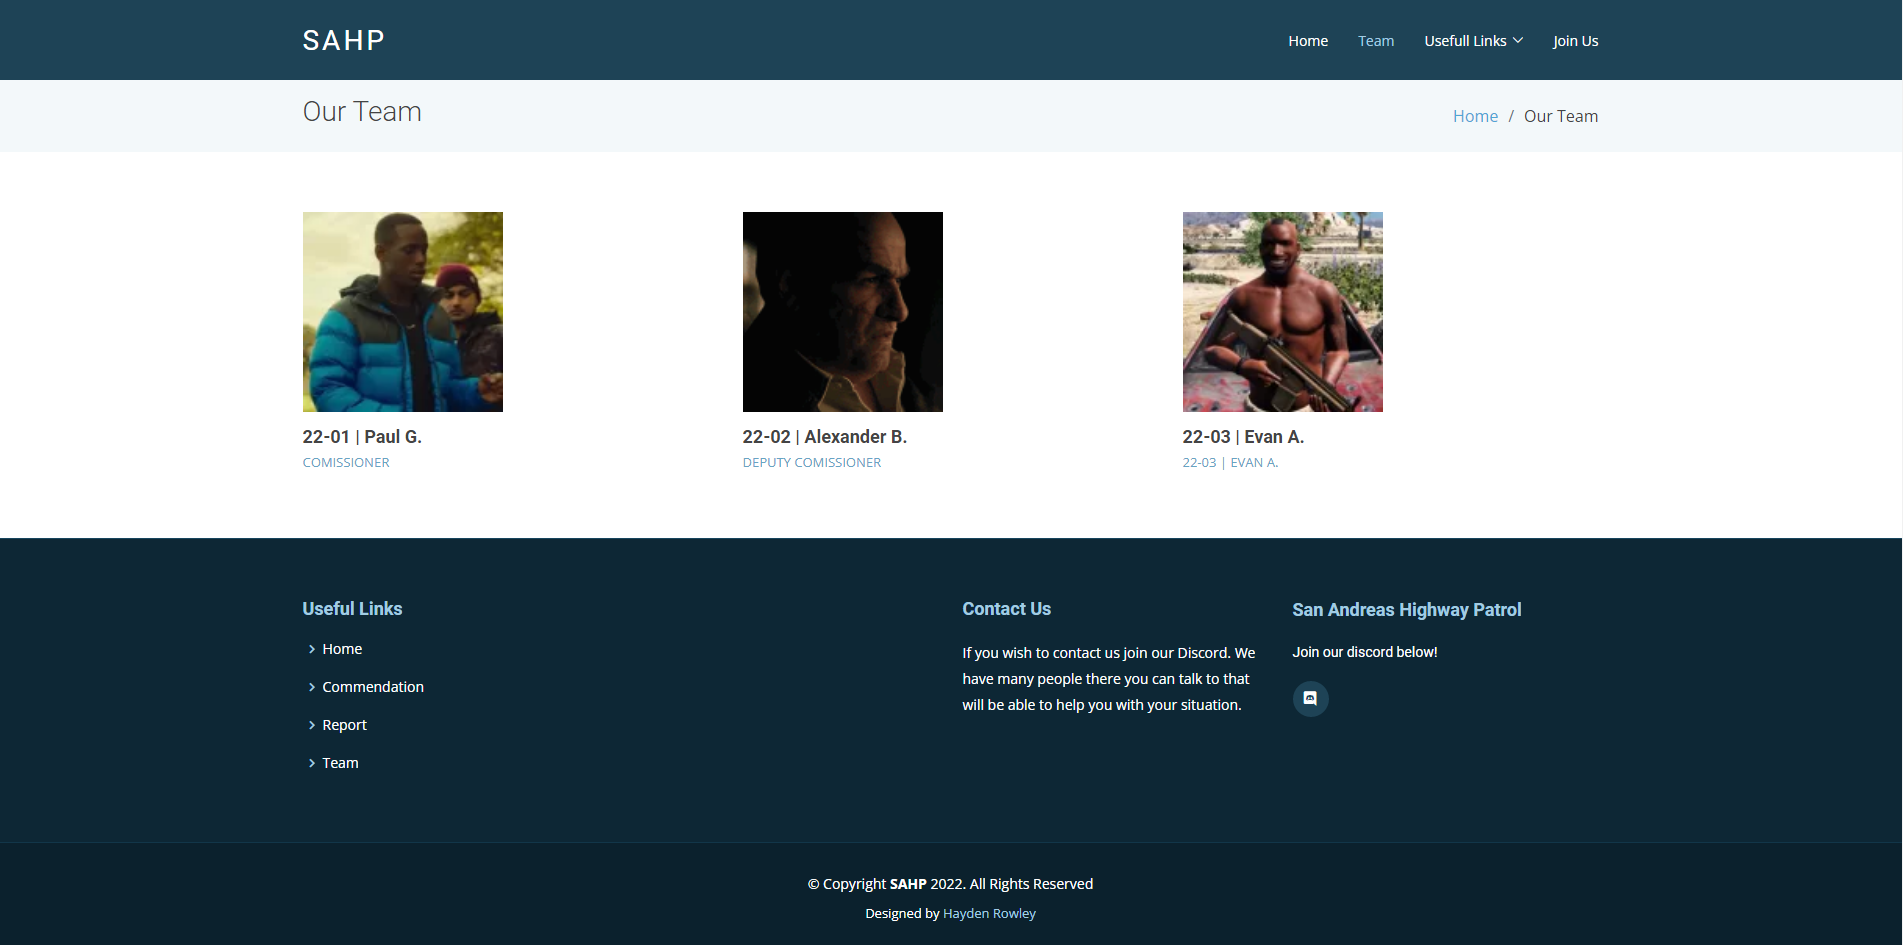 SAHP
Home
Team
Usefull Links
Join Us
Our Team
Home / Our Team
22-01 | Paul G.
COMISSIONER
22-02 | Alexander B.
DEPUTY COMISSIONER
22-03 | Evan A.
22-03 | EVAN A.
Useful Links
Home
Commendation
Report
Team
Contact Us
If you wish to contact us join our Discord. We
have many people there you can talk to that
will be able to help you with your situation.
San Andreas Highway Patrol
Join our discord below!
© Copyright SAHP 2022. All Rights Reserved
Designed by Hayden Rowley